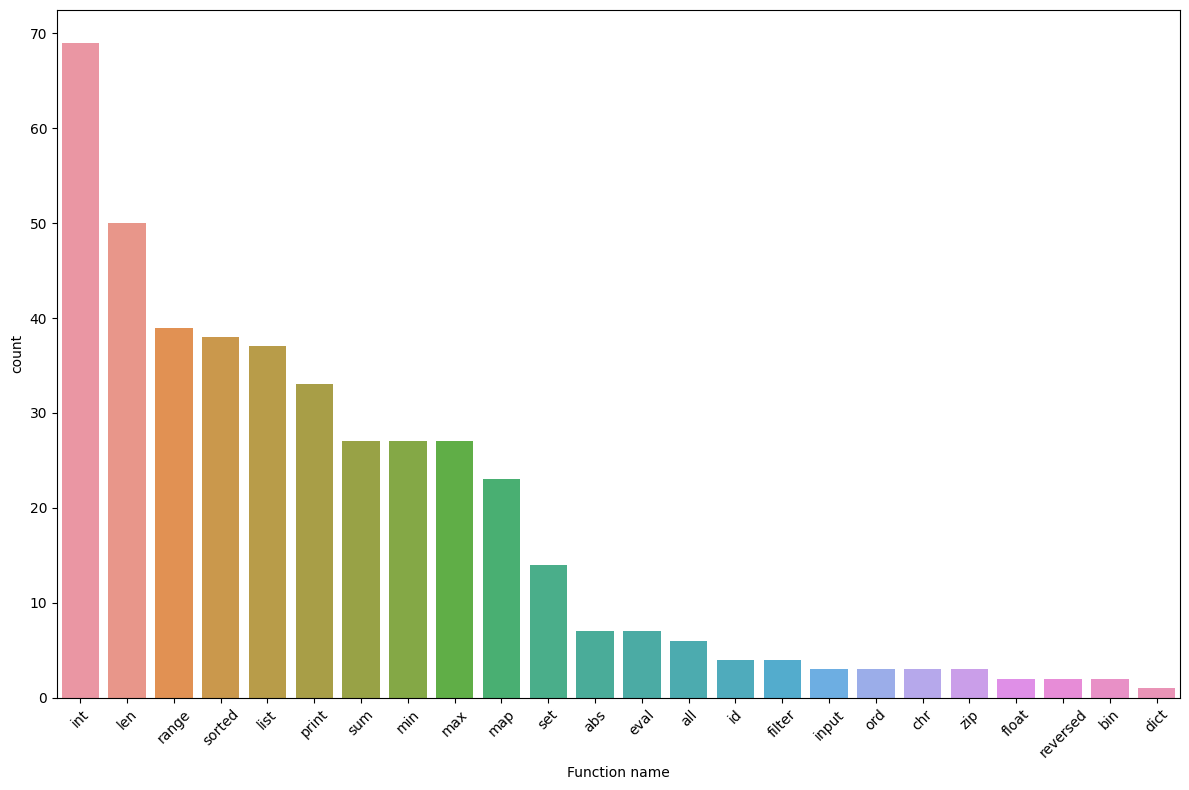 70
60
50
40
30
20
10
0
count
int len range sorted list print sum min max map set abs eval all id filter input ord chr zip float reversed bin dict
Function name